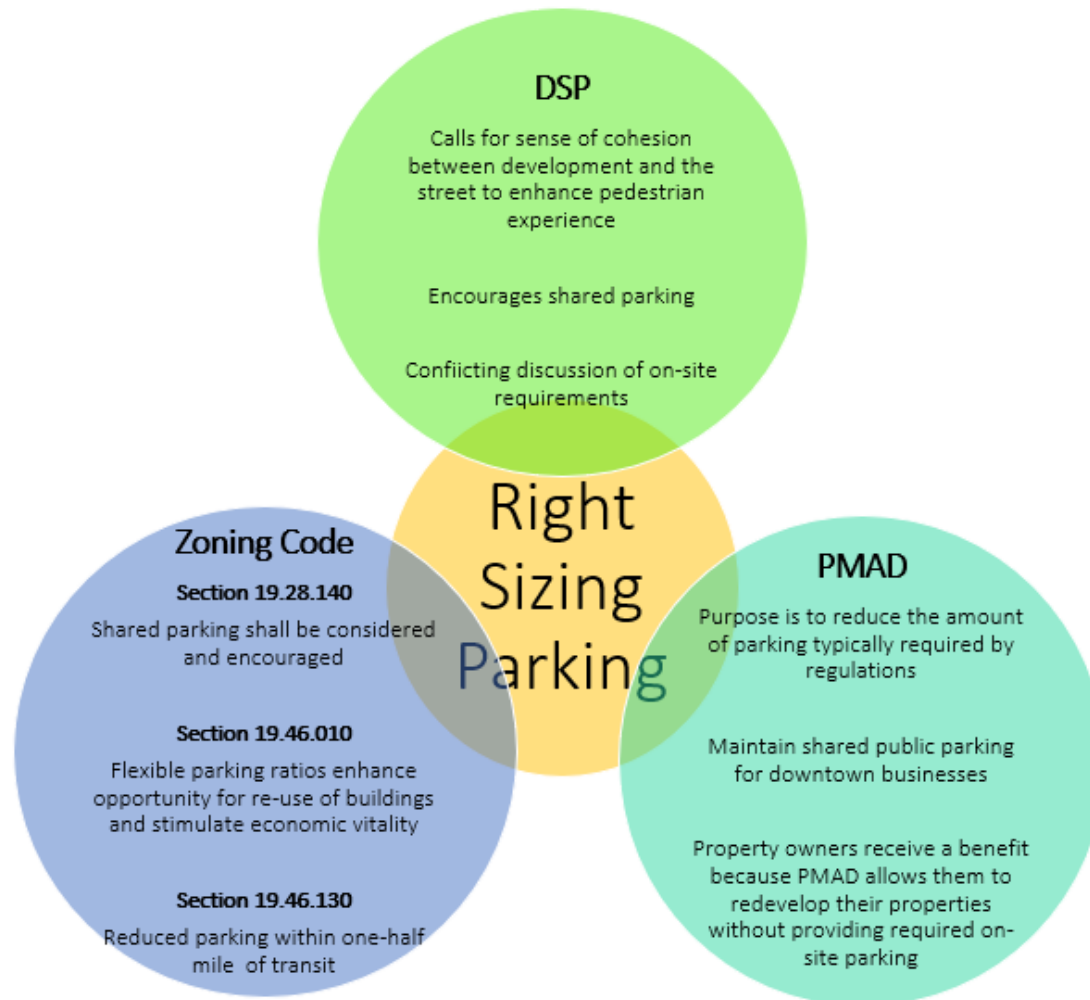 DSP
Calls for sense of cohesion
between development and the
street to enhance pedestrian
experience
Encourages shared parking
Confiicting discussion of on-site
requirements
Right
Sizing
Parking
Zoning Code
Section 19.28.140
Shared parking shall be considered
and encouraged
Section 19.46.010
Flexible parking ratios enhance
opportunity for re-use of buildings
and stimulate economic vitality
Section 19.46.130
Reduced parking within one-half
mile of transit
PMAD
Purpose is to reduce the amount
of parking typically required by
regulations
Maintain shared public parking
for downtown businesses
Property owners receive a benefit
because PMAD allows them to
redevelop their properties
without providing required on-
site parking